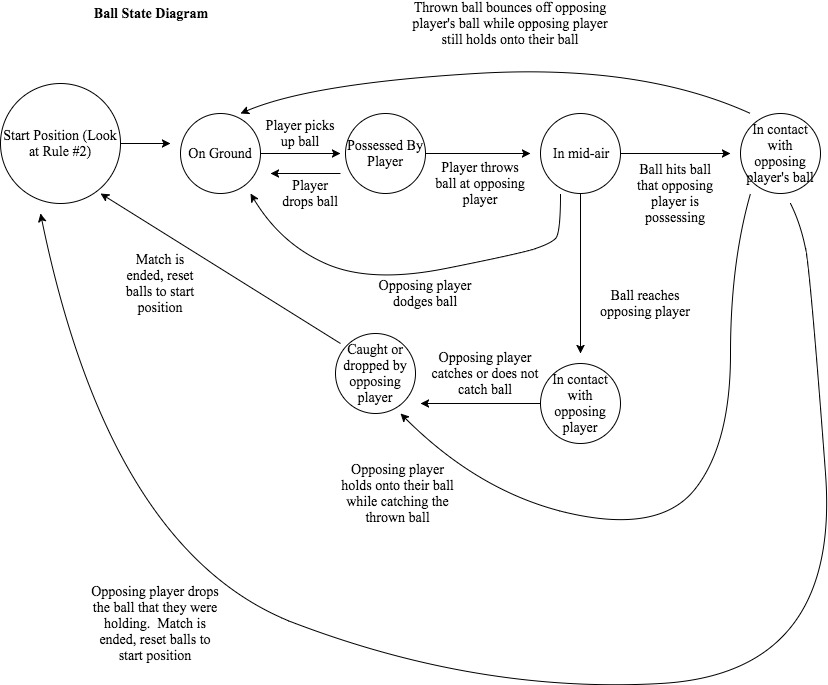 Ball State Diagram
Thrown ball bounces off opposing
player's ball while opposing player
still holds onto their ball
Start Position (Look
at Rule #2)
On Ground
Player picks
up ball
Player
drops ball
Possessed By
Player
Player throws
ball at opposing
player
In mid-air
Ball hits ball
that opposing
player is
possessing
In contact
with
opposing
player's ball
Match is
ended, reset
balls to start
position
Opposing player
dodges ball
Ball reaches
opposing player
Caught or
dropped by
opposing
player
Opposing player
catches or does not
catch ball
In contact
with
opposing
player
Opposing player
holds onto their ball
while catching the
thrown ball
Opposing player drops
the ball that they were
holding.  Match is
ended, reset balls to
start position